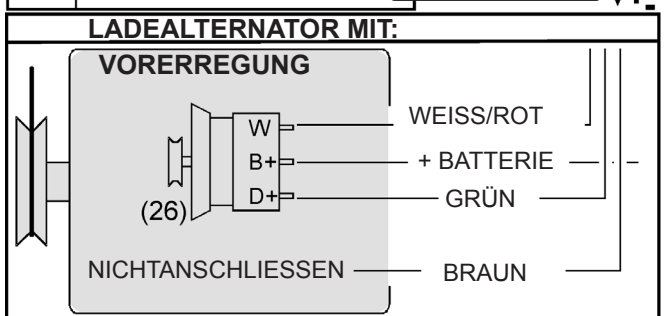 LADEALTERNATOR MIT:
VORERREGUNG
W WEISS/ROT
B+ + BATTERIE
D+ GRÜN
(26)
NICHTANSCHLIESSEN BRAUN